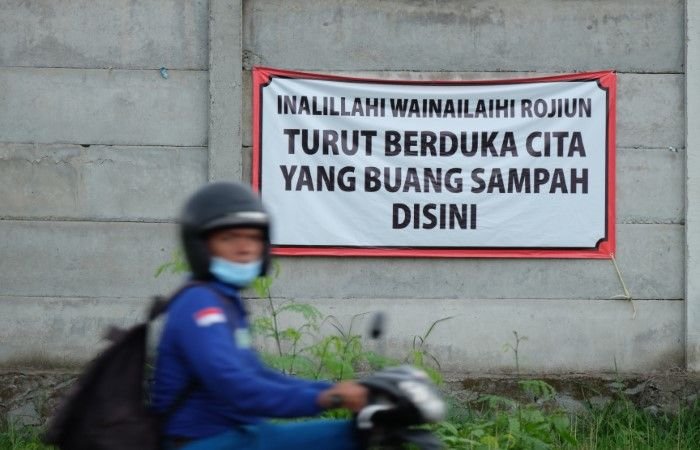 INALILLAHI WAINAILAIHI ROJIUN
TURUT BERDUKA CITA
YANG BUANG SAMPAH
DISINI